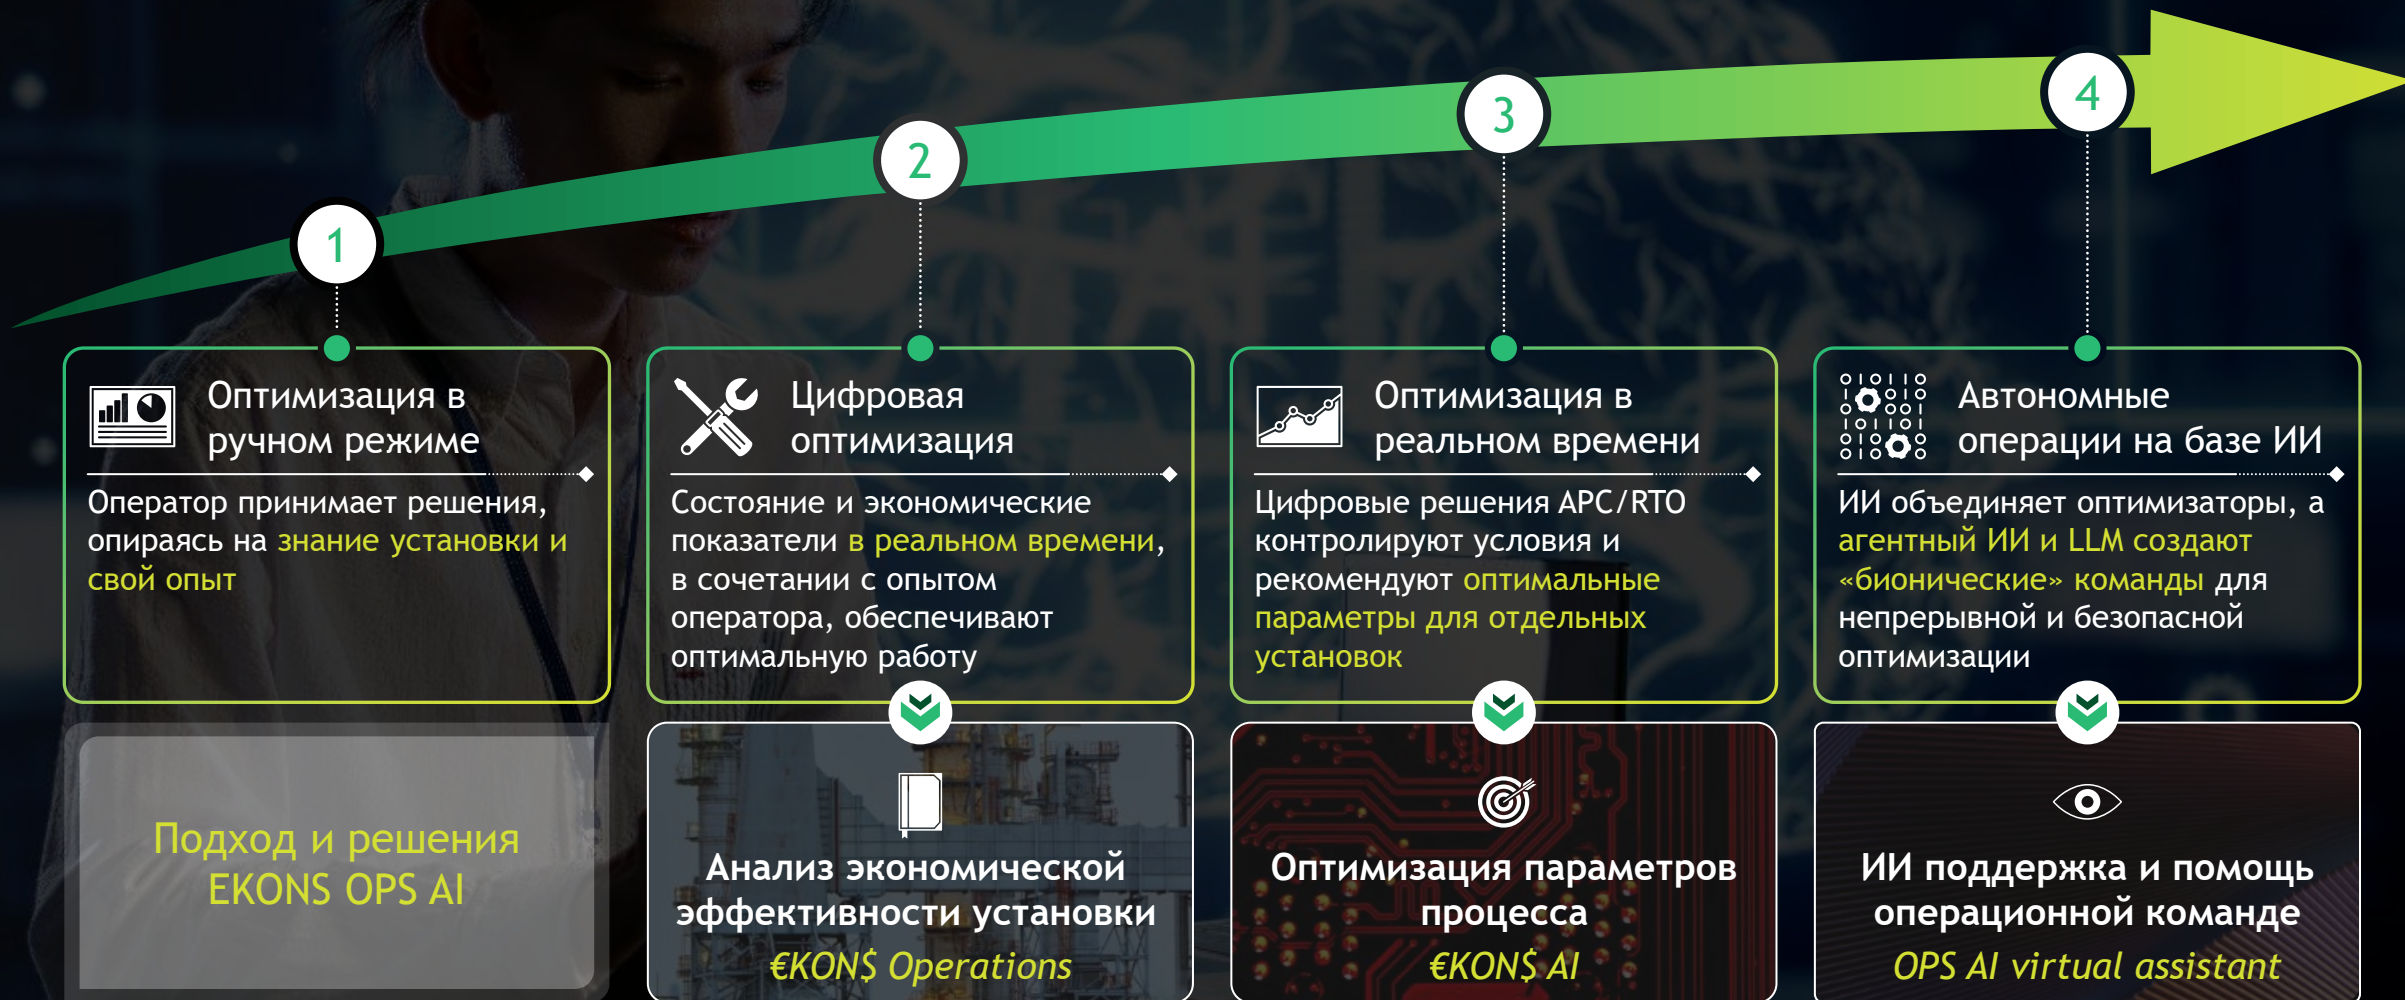 1
2
3
4
Оптимизация в
ручном режиме
Оператор принимает решения,
опираясь на знание установки и
свой опыт
Цифровая
оптимизация
Состояние и экономические
показатели в реальном времени,
в сочетании с опытом
оператора, обеспечивают
оптимальную работу
Оптимизация в
реальном времени
Цифровые решения APC/RTO
контролируют условия и
рекомендуют оптимальные
параметры для отдельных
установок
Автономные
операции на базе ИИ
ИИ объединяет оптимизаторы, а
агентный ИИ и LLM создают
«бионические» команды для
непрерывной и безопасной
оптимизации
Подход и решения
EKONS OPS AI
Анализ экономической
эффективности установки
€KON$ Operations
Оптимизация параметров
процесса
€KON$ AI
ИИ поддержка и помощь
операционной команде
OPS AI virtual assistant